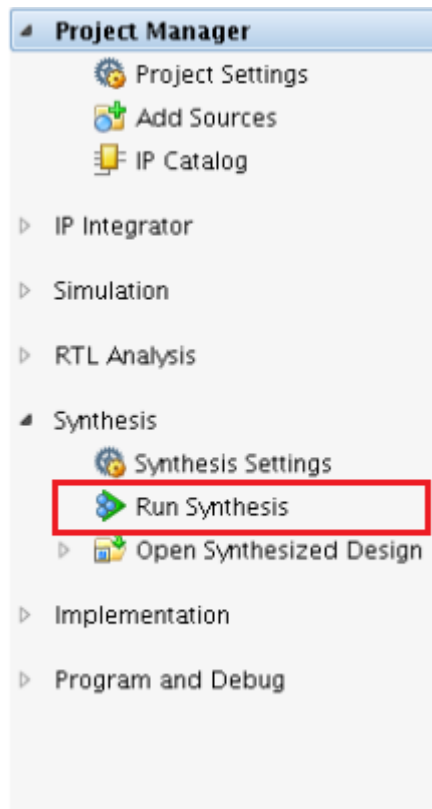 Project Manager
Project Settings
Add Sources
IP Catalog
IP Integrator
Simulation
RTL Analysis
Synthesis
Synthesis Settings
Run Synthesis
Open Synthesized Design
Implementation
Program and Debug